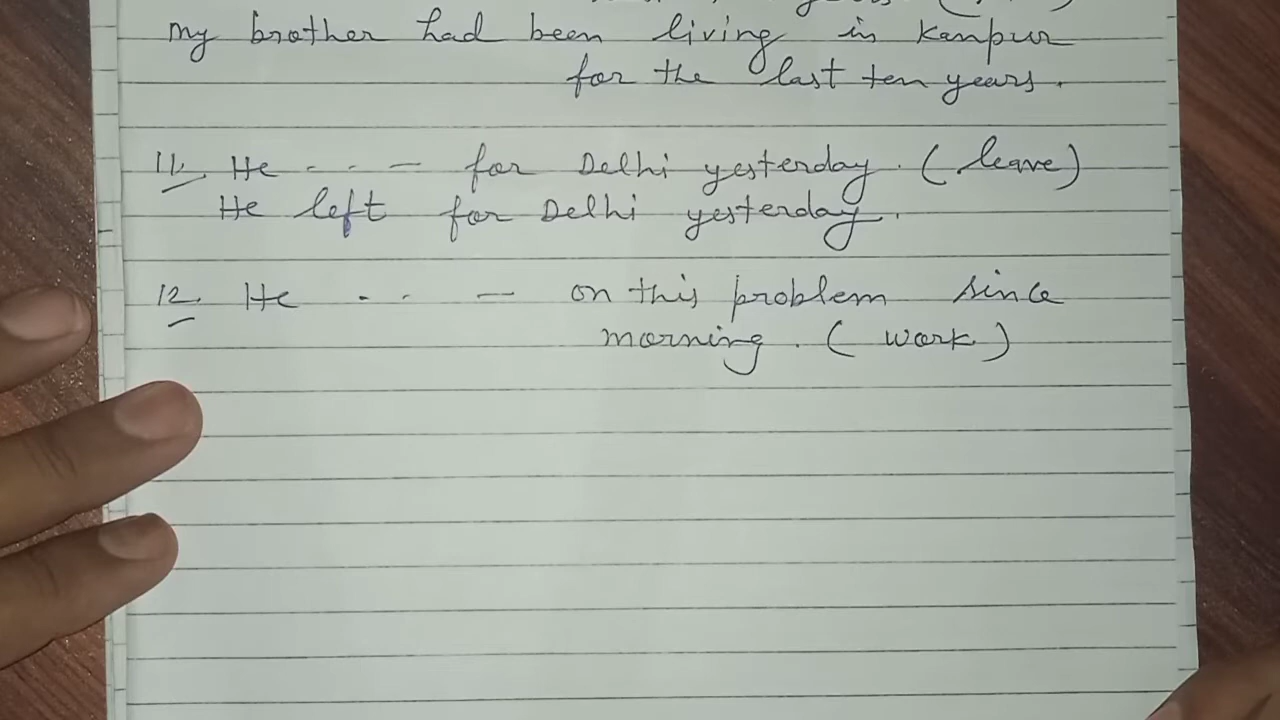 My brother had been living in Kanpur
for the last ten years.
11. He - - - for Delhi yesterday. (leave)
He left for Delhi yesterday.
12. He - - - on this problem since
morning. (work)